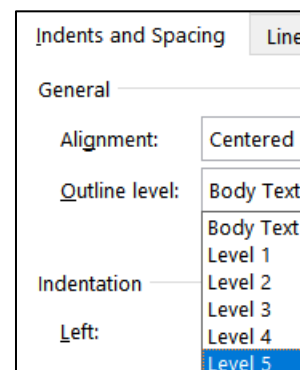 Indents and Spacing Line
General
Alignment: Centered
Outline level: Body Text
Body Text
Level 1
Level 2
Indentation
Level 3
Left: Level 4
Level 5